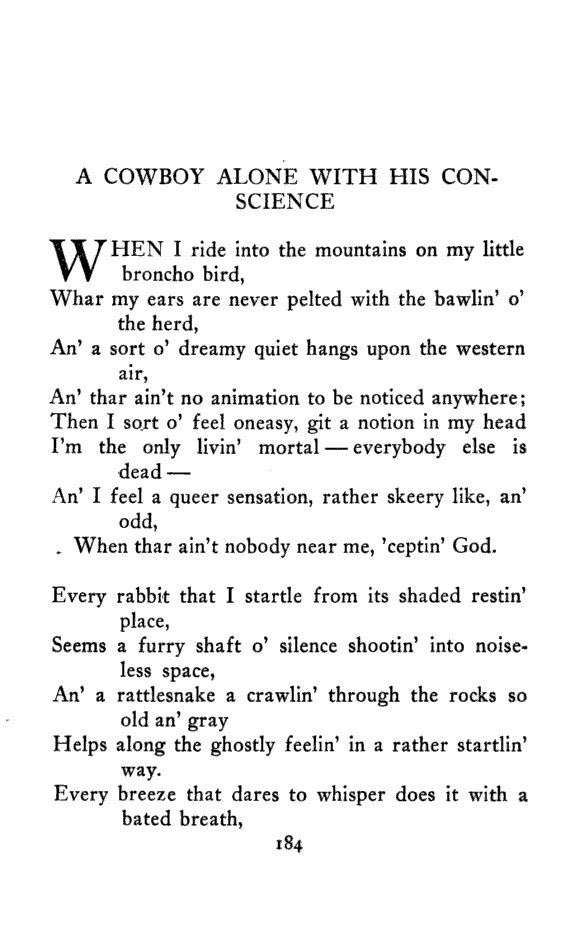 A COWBOY ALONE WITH HIS CON-
SCIENCE
WHEN I ride into the mountains on my little
broncho bird,
Whar my ears are never pelted with the bawlin' o'
the herd,
An' a sort o' dreamy quiet hangs upon the western
air,
An' thar ain't no animation to be noticed anywhere;
Then I sort o' feel oneasy, git a notion in my head
I'm the only livin' mortal — everybody else is
dead —
An' I feel a queer sensation, rather skeery like, an'
odd,
When thar ain't nobody near me, 'ceptin' God.
Every rabbit that I startle from its shaded restin'
place,
Seems a furry shaft o' silence shootin' into noise-
less space,
An' a rattlesnake a crawlin' through the rocks so
old an' gray
Helps along the ghostly feelin' in a rather startlin'
way.
Every breeze that dares to whisper does it with a
bated breath,
184